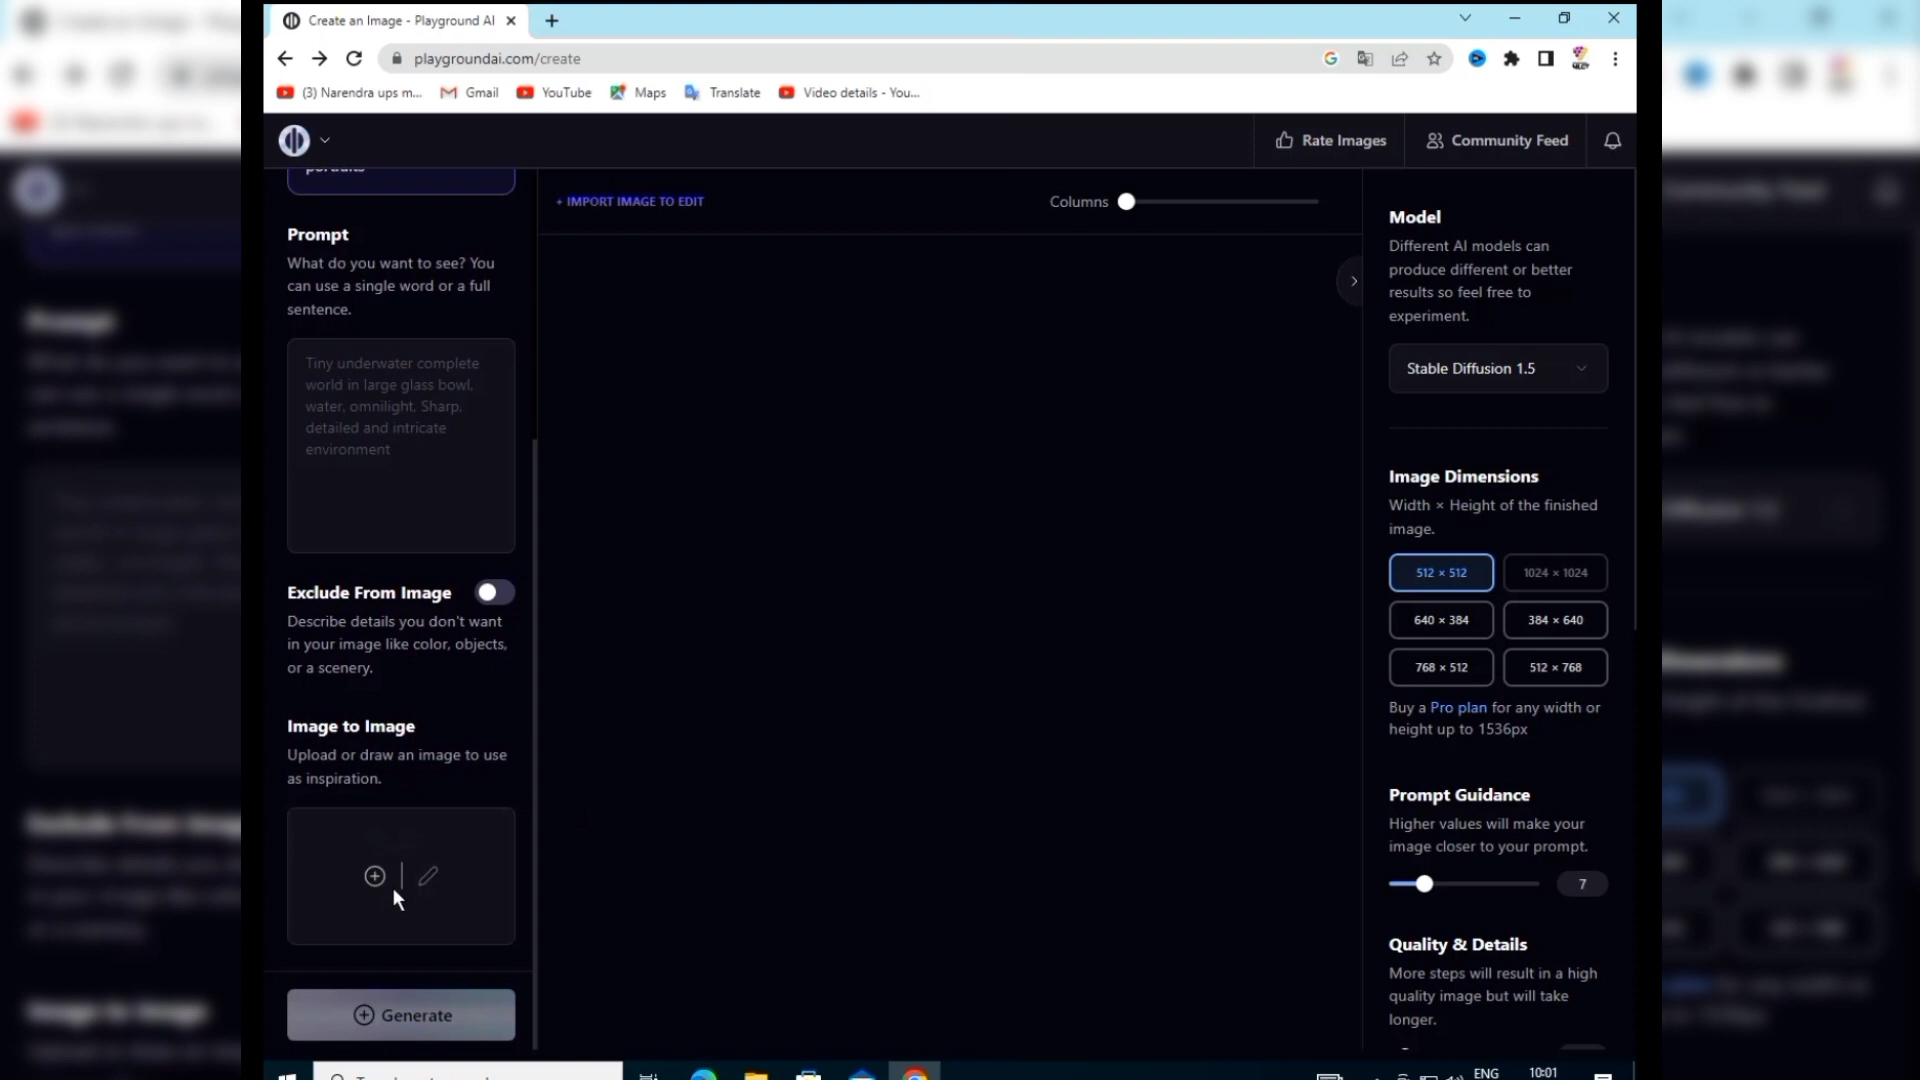 Create an Image - Playground AI
playgroundai.com/create
(3) Narendra ups m...
Gmail
YouTube
Maps
Translate
Video details - You...
Rate Images
Community Feed
portraits
+ IMPORT IMAGE TO EDIT
Columns
Prompt
What do you want to see? You
can use a single word or a full
sentence.
Tiny underwater complete
world in large glass bowl,
water, omnilight. Sharp,
detailed and intricate
environment
Exclude From Image
Describe details you don't want
in your image like color, objects,
or a scenery.
Image to Image
Upload or draw an image to use
as inspiration.
Generate
Model
Different AI models can
produce different or better
results so feel free to
experiment.
Stable Diffusion 1.5
Image Dimensions
Width × Height of the finished
image.
512 × 512
1024 × 1024
640 × 384
384 × 640
768 × 512
512 × 768
Buy a Pro plan for any width or
height up to 1536px
Prompt Guidance
Higher values will make your
image closer to your prompt.
7
Quality & Details
More steps will result in a high
quality image but will take
longer.
ENG
10:01